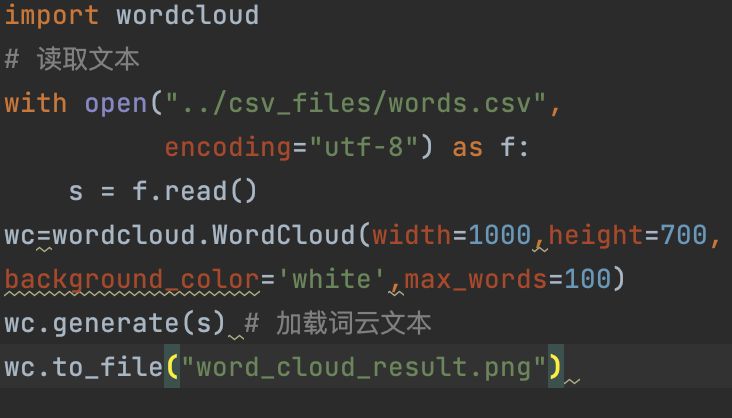 import wordcloud
# 读取文本
with open("../csv_files/words.csv",
encoding="utf-8") as f:
s = f.read()
wc=wordcloud.WordCloud(width=1000,height=700,
background_color='white',max_words=100)
wc.generate(s) # 加载词云文本
wc.to_file("word_cloud_result.png")